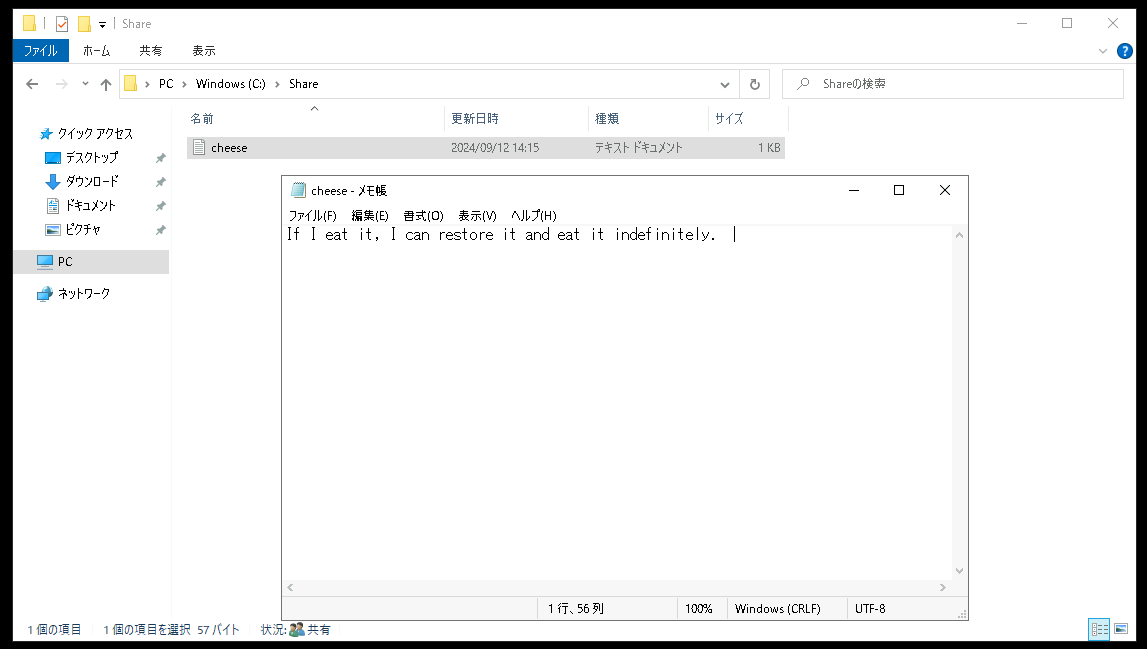 Share
ファイル ホーム 共有 表示
PC Windows (C:) Share Shareの検索
名前 更新日時 種類 サイズ
cheese 2024/09/12 14:15 テキスト ドキュメント 1 KB
クイック アクセス
デスクトップ
ダウンロード
ドキュメント
ピクチャ
PC
ネットワーク
cheese - メモ帳
ファイル(F) 編集(E) 書式(O) 表示(V) ヘルプ(H)
If I eat it, I can restore it and eat it indefinitely.
1 行、56 列 100% Windows (CRLF) UTF-8
1 個の項目 1 個の項目を選択 57 バイト 状況: 共有